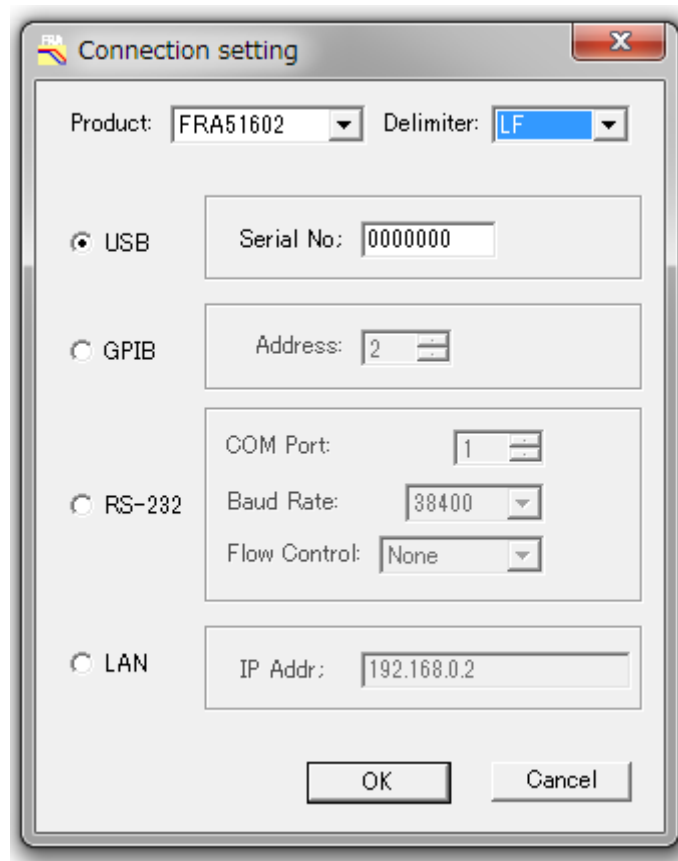 FRA
Connection setting
Product: FRA51602 Delimiter: LF
USB Serial No; 0000000
GPIB Address: 2
COM Port: 1
RS-232 Baud Rate: 38400
Flow Control: None
LAN IP Addr; 192.168.0.2
OK Cancel